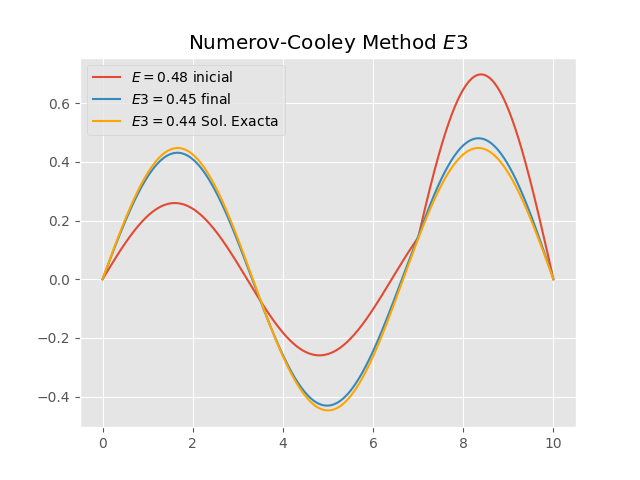 Numerov-Cooley Method E3
E = 0.48 inicial
E3 = 0.45 final
E3 = 0.44 Sol. Exacta
0.6
0.4
0.2
0.0
−0.2
−0.4
0 2 4 6 8 10